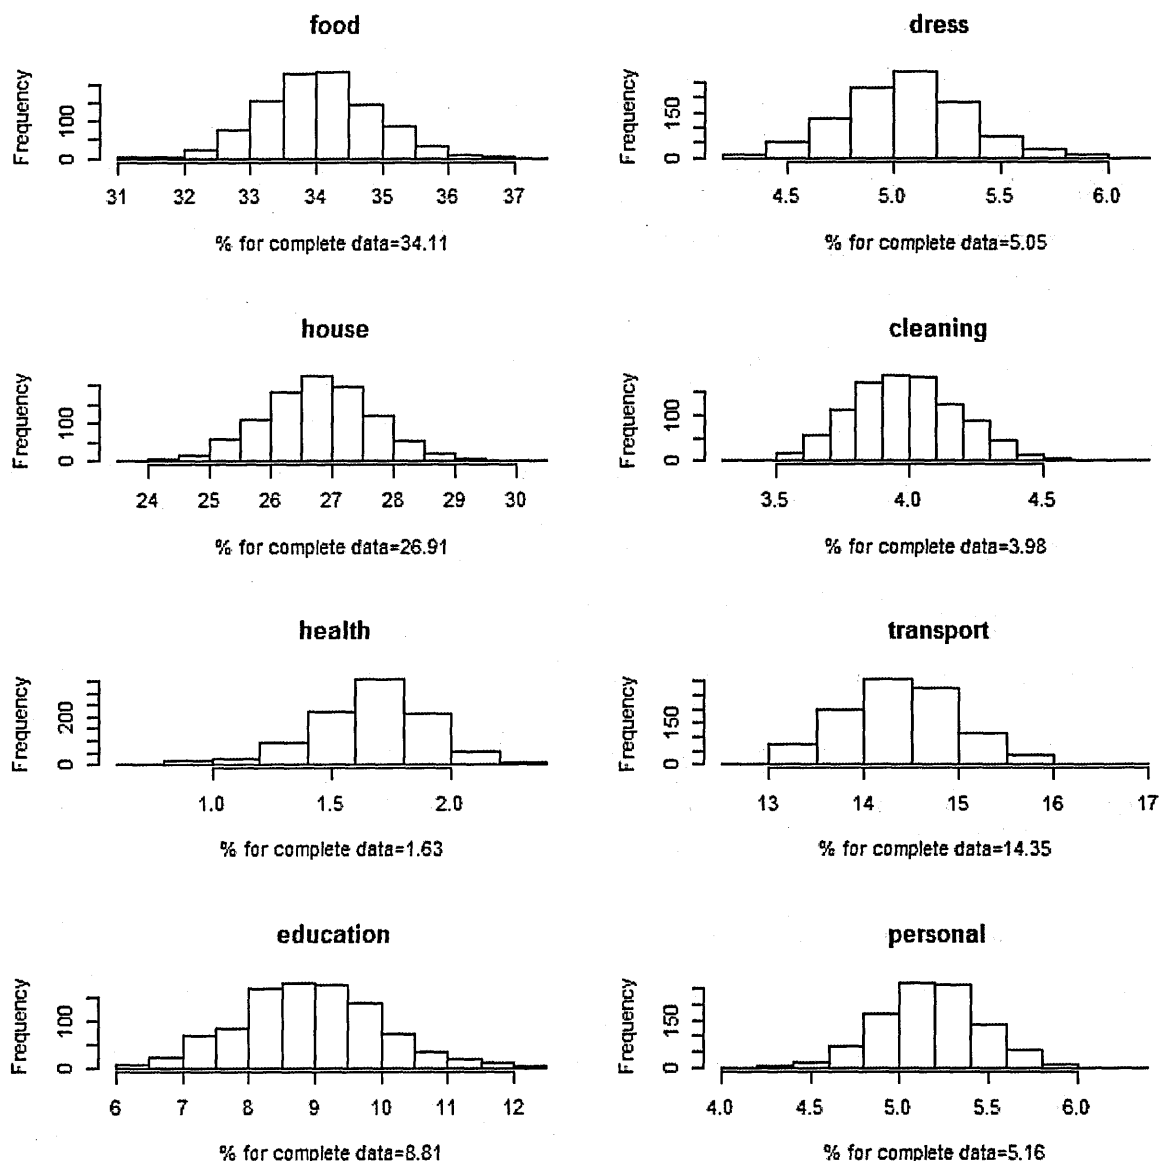 food
Frequency
0 100
31 32 33 34 35 36 37
% for complete data=34.11
dress
Frequency
0 150
4.5 5.0 5.5 6.0
% for complete data=5.05
house
Frequency
0 100
24 25 26 27 28 29 30
% for complete data=26.91
cleaning
Frequency
0 100
3.5 4.0 4.5
% for complete data=3.98
health
Frequency
0 200
1.0 1.5 2.0
% for complete data=1.63
transport
Frequency
0 150
13 14 15 16 17
% for complete data=14.35
education
Frequency
0 100
6 7 8 9 10 11 12
% for complete data=8.81
personal
Frequency
0 150
4.0 4.5 5.0 5.5 6.0
% for complete data=5.16